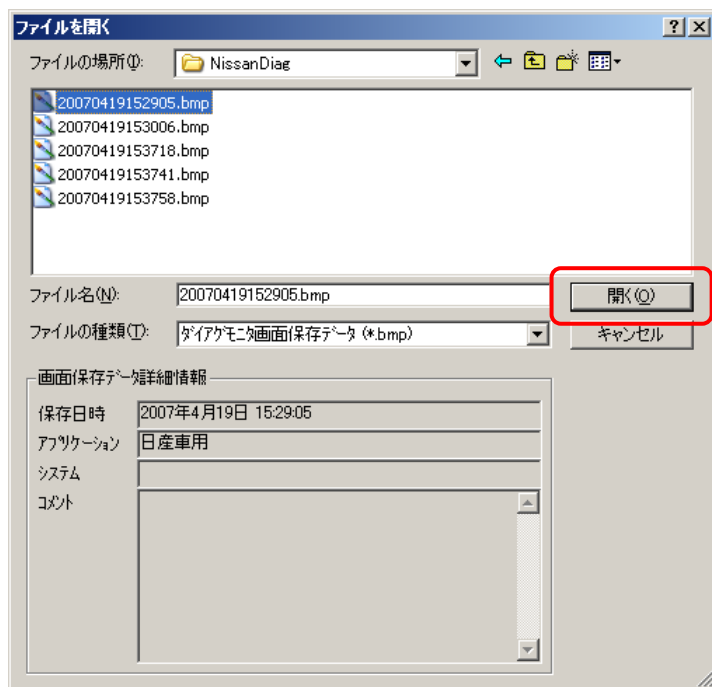 ファイルを開く
ファイルの場所(I):
NissanDiag
20070419152905.bmp
20070419153006.bmp
20070419153718.bmp
20070419153741.bmp
20070419153758.bmp
ファイル名(N): 20070419152905.bmp 開く(O)
ファイルの種類(T): ﾀﾞｲｱｸﾞﾓﾆﾀ画面保存ﾃﾞｰﾀ (*.bmp) キャンセル
画面保存ﾃﾞｰﾀ詳細情報
保存日時 2007年4月19日 15:29:05
ｱﾌﾟﾘｹｰｼｮﾝ 日産車用
ｼｽﾃﾑ
ｺﾒﾝﾄ